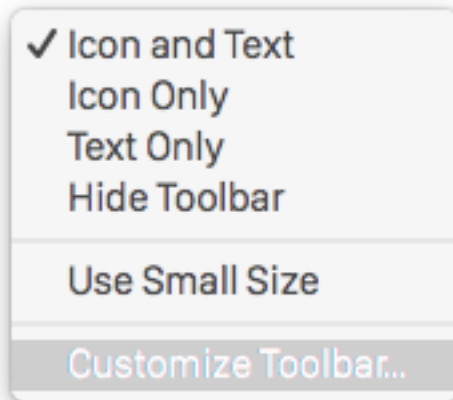 ✓ Icon and Text
Icon Only
Text Only
Hide Toolbar
Use Small Size
Customize Toolbar...